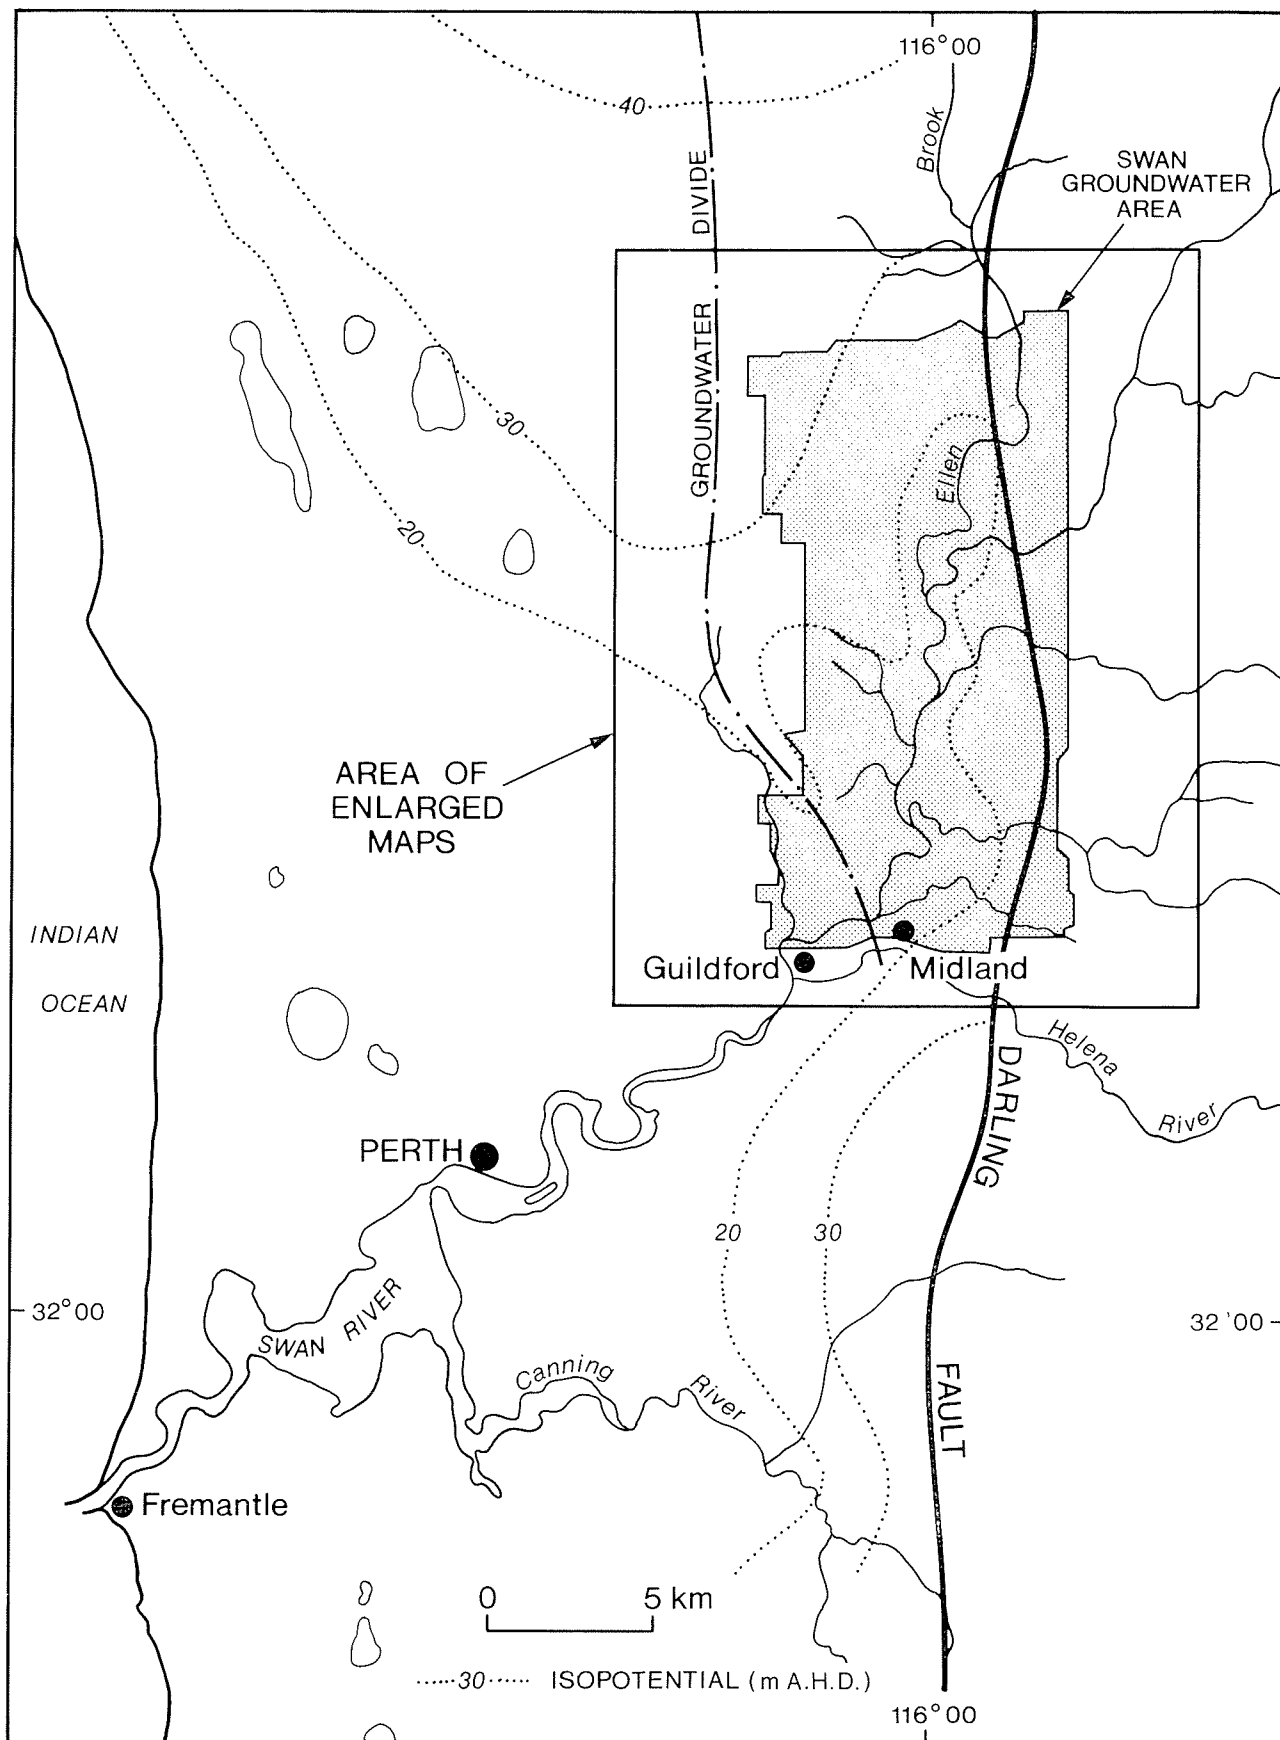 116°00
40
Brook
SWAN
GROUNDWATER
AREA
DIVIDE
GROUNDWATER
30
Ellen
20
AREA OF
ENLARGED
MAPS
INDIAN
OCEAN
Guildford
Midland
Helena
River
DARLING
PERTH
20
30
32°00
32'00
SWAN RIVER
Canning
River
FAULT
Fremantle
0 5 km
30 ISOPOTENTIAL (m A.H.D.)
116°00